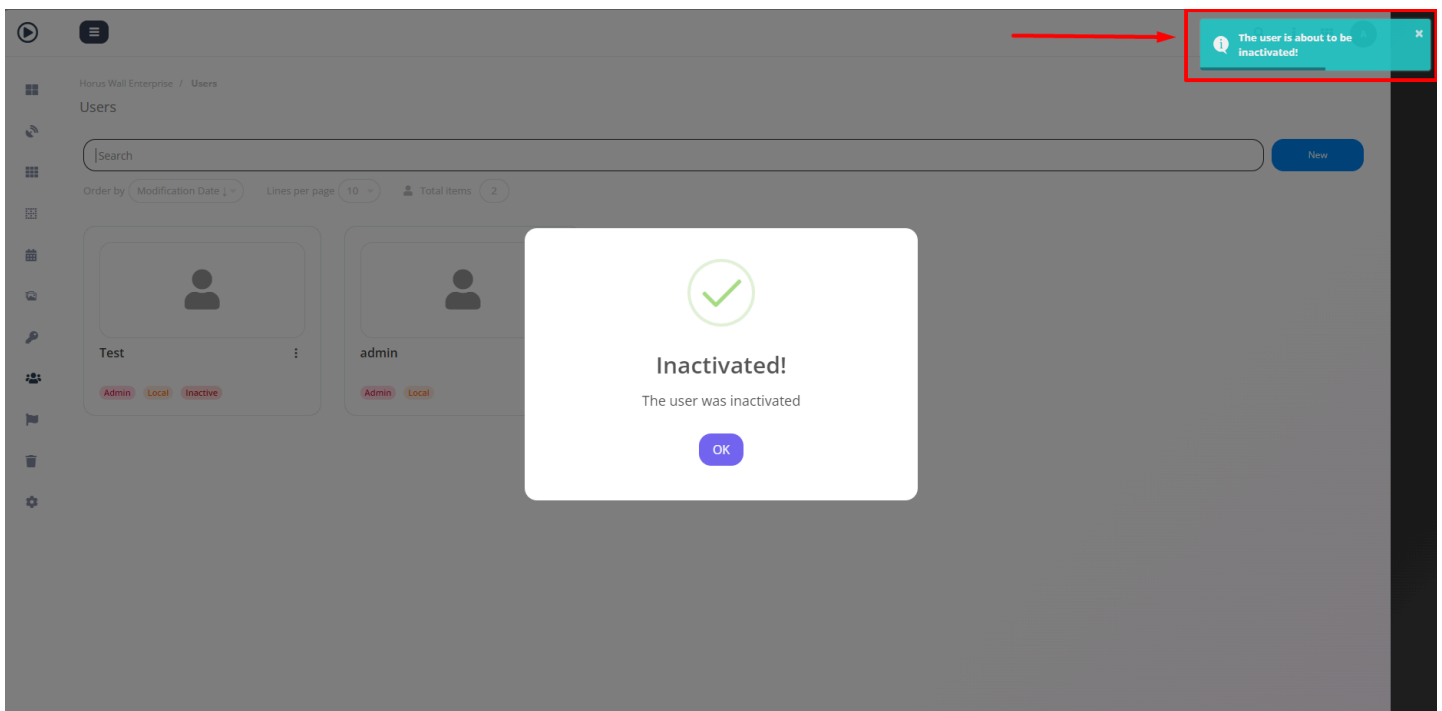 The user is about to be
inactivated!
Horus Wall Enterprise / Users
Users
Search
New
Order by Modification Date ↓ Lines per page 10 Total items 2
Test
admin
Admin Local Inactive
Admin Local
Inactivated!
The user was inactivated
OK